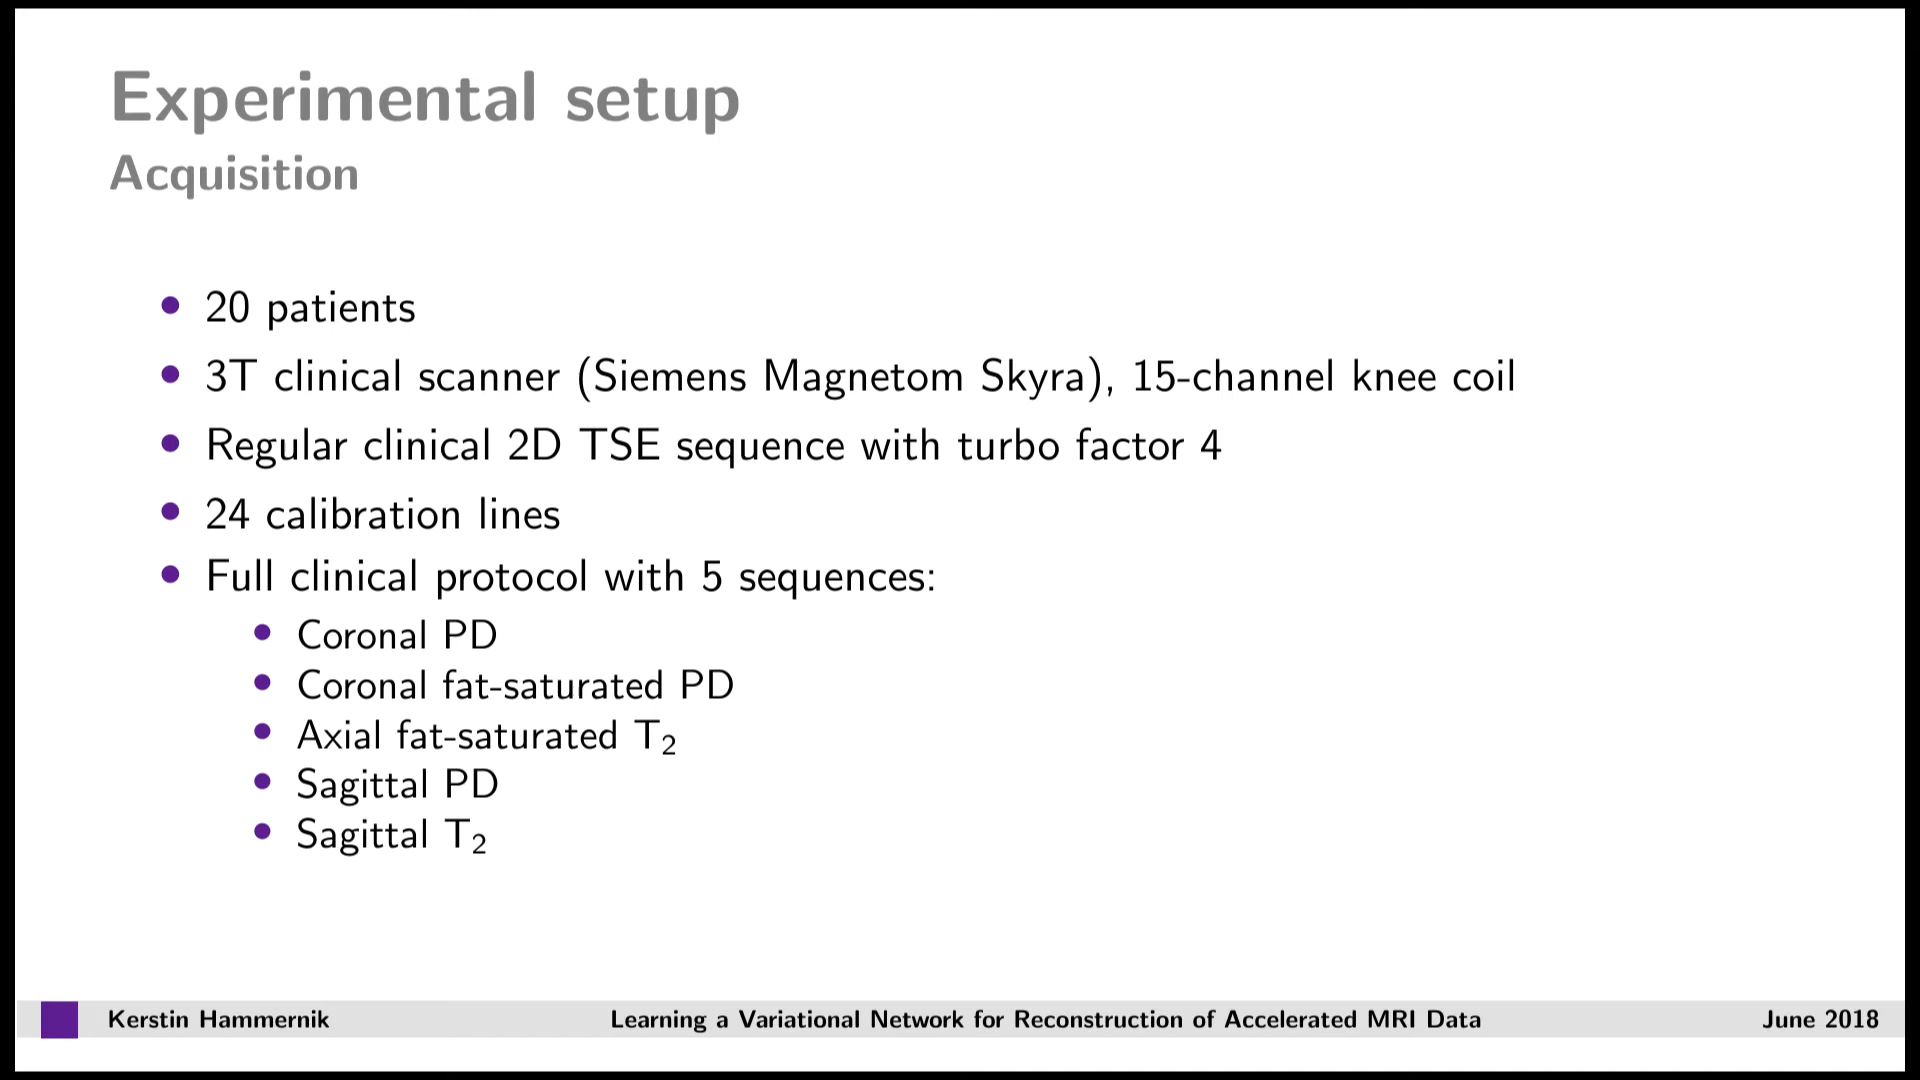 Experimental setup
Acquisition
• 20 patients
• 3T clinical scanner (Siemens Magnetom Skyra), 15-channel knee coil
• Regular clinical 2D TSE sequence with turbo factor 4
• 24 calibration lines
• Full clinical protocol with 5 sequences:
• Coronal PD
• Coronal fat-saturated PD
• Axial fat-saturated T₂
• Sagittal PD
• Sagittal T₂
Kerstin Hammernik Learning a Variational Network for Reconstruction of Accelerated MRI Data June 2018